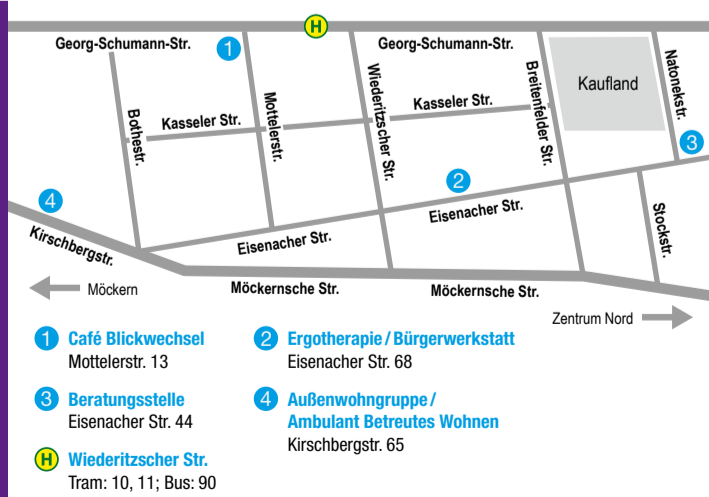 H
Georg-Schumann-Str.
1
Georg-Schumann-Str.
Kaufland
Natonekstr.
Bothestr.
Kasseler Str.
Mottelerstr.
Wiederitzscher Str.
Kasseler Str.
Breitenfelder Str.
3
2
4
Eisenacher Str.
Eisenacher Str.
Stockstr.
Kirschbergstr.
Möckern
Möckernsche Str.
Möckernsche Str.
Zentrum Nord
1 Café Blickwechsel
Mottelerstr. 13
2 Ergotherapie / Bürgerwerkstatt
Eisenacher Str. 68
3 Beratungsstelle
Eisenacher Str. 44
4 Außenwohngruppe /
Ambulant Betreutes Wohnen
Kirschbergstr. 65
H Wiederitzscher Str.
Tram: 10, 11; Bus: 90